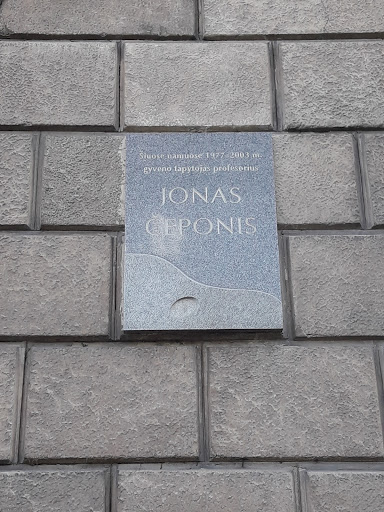 Šiuose namuose 1977–2003 m.
gyveno tapytojas profesorius
JONAS
ČEPONIS